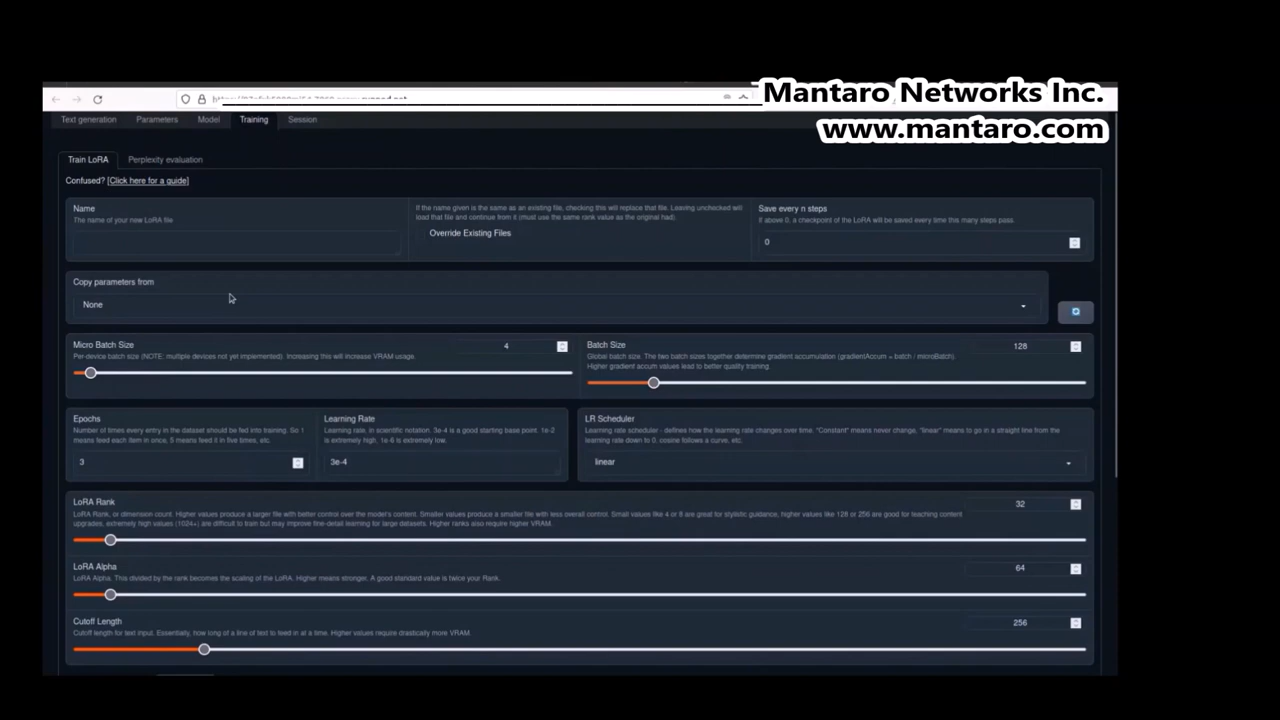 Mantaro Networks Inc.
www.mantaro.com
Text generation Parameters Model Training Session
Train LoRA Perplexity evaluation
Confused? [Click here for a guide]
Name
The name of your new LoRA file
If the name given is the same as an existing file, checking this will replace that file. Leaving unchecked will
load that file and continue from it (must use the same rank value as the original had).
Override Existing Files
Save every n steps
If above 0, a checkpoint of the LoRA will be saved every time this many steps pass.
0
Copy parameters from
None
Micro Batch Size
4
Per-device batch size (NOTE: multiple devices not yet implemented). Increasing this will increase VRAM usage.
Batch Size
128
Global batch size. The two batch sizes together determine gradient accumulation (gradientAccum = batch / microBatch).
Higher gradient accum values lead to better quality training.
Epochs
Number of times every entry in the dataset should be fed into training. So 1
means feed each item in once, 5 means feed it in five times, etc.
3
Learning Rate
Learning rate, in scientific notation. 3e-4 is a good starting base point. 1e-2
is extremely high, 1e-6 is extremely low.
3e-4
LR Scheduler
Learning rate scheduler - defines how the learning rate changes over time. "Constant" means never change, "linear" means to go in a straight line from the
learning rate down to 0, cosine follows a curve, etc.
linear
LoRA Rank
32
LoRA Rank, or dimension count. Higher values produce a larger file with better control over the model's content. Smaller values produce a smaller file with less overall control. Small values like 4 or 8 are great for stylistic guidance, higher values like 128 or 256 are good for teaching content
upgrades, extremely high values (1024+) are difficult to train but may improve fine-detail learning for large datasets. Higher ranks also require higher VRAM.
LoRA Alpha
64
LoRA Alpha. This divided by the rank becomes the scaling of the LoRA. Higher means stronger. A good standard value is twice your Rank.
Cutoff Length
256
Cutoff length for text input. Essentially, how long of a line of text to feed in at a time. Higher values require drastically more VRAM.